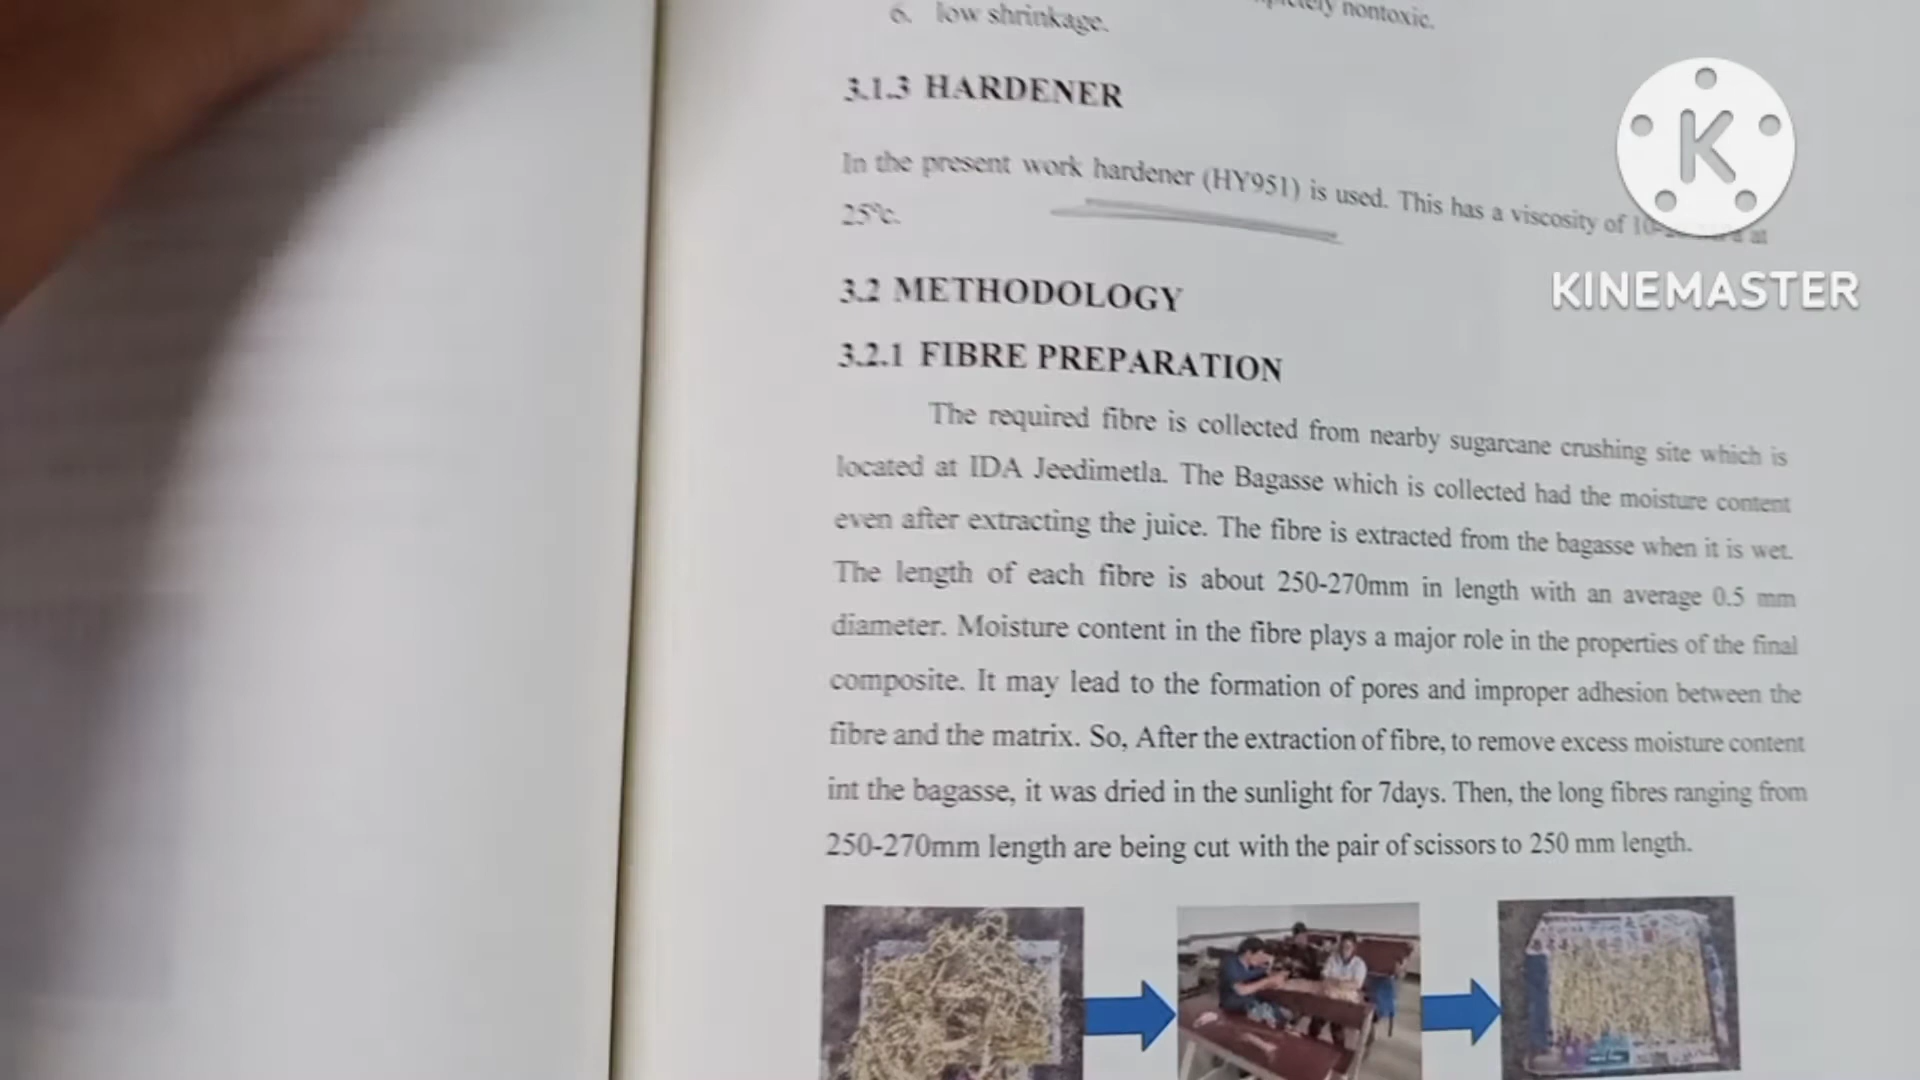 6. low shrinkage.
nontoxic.
3.1.3 HARDENER
In the present work hardener (HY951) is used. This has a viscosity of at
25°c.
3.2 METHODOLOGY
3.2.1 FIBRE PREPARATION
The required fibre is collected from nearby sugarcane crushing site which is
located at IDA Jeedimetla. The Bagasse which is collected had the moisture content
even after extracting the juice. The fibre is extracted from the bagasse when it is wet.
The length of each fibre is about 250-270mm in length with an average 0.5 mm
diameter. Moisture content in the fibre plays a major role in the properties of the final
composite. It may lead to the formation of pores and improper adhesion between the
fibre and the matrix. So, After the extraction of fibre, to remove excess moisture content
int the bagasse, it was dried in the sunlight for 7days. Then, the long fibres ranging from
250-270mm length are being cut with the pair of scissors to 250 mm length.
K
KINEMASTER